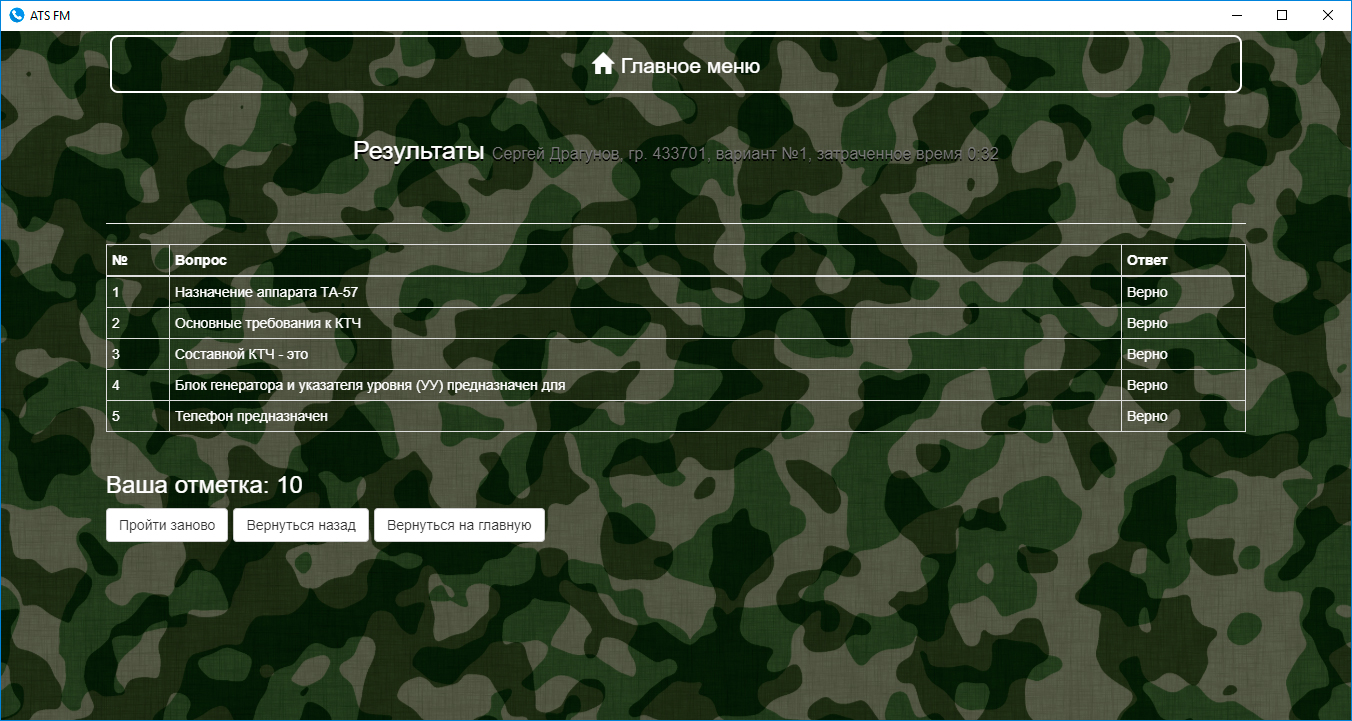 ATS FM
Главное меню
Результаты Сергей Драгунов, гр. 433701, вариант №1, затраченное время 0:32
№ Вопрос Ответ
1 Назначение аппарата ТА-57 Верно
2 Основные требования к КТЧ Верно
3 Составной КТЧ - это Верно
4 Блок генератора и указателя уровня (УУ) предназначен для Верно
5 Телефон предназначен Верно
Ваша отметка: 10
Пройти заново Вернуться назад Вернуться на главную